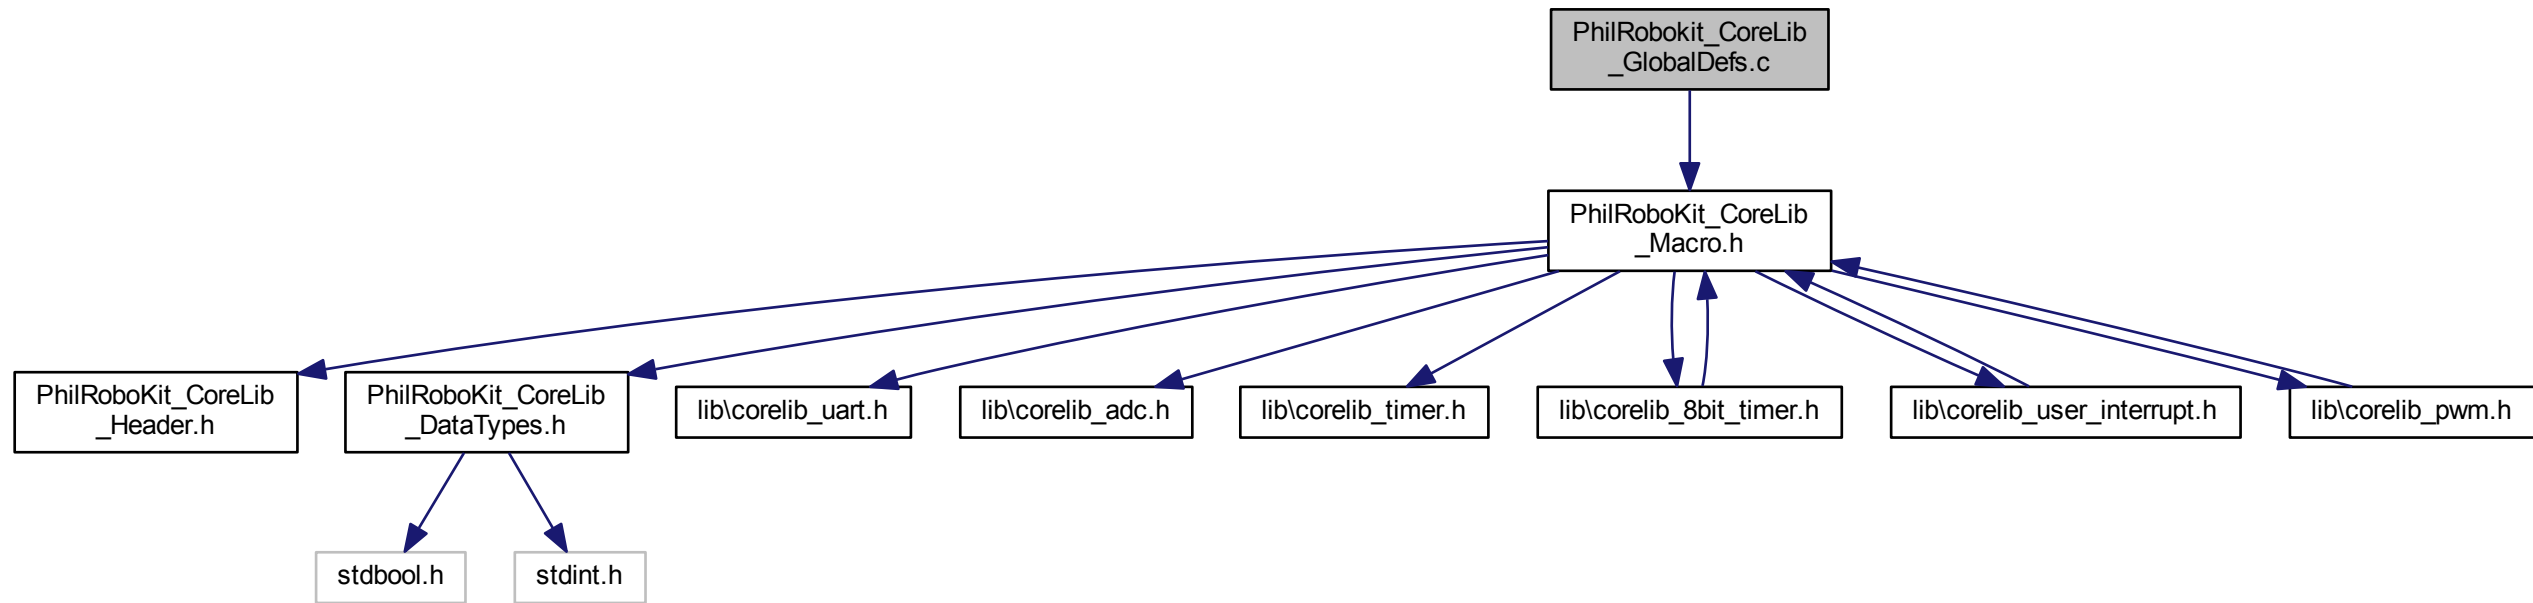 PhilRobokit_CoreLib
_GlobalDefs.c
PhilRoboKit_CoreLib
_Macro.h
PhilRoboKit_CoreLib
_Header.h
PhilRoboKit_CoreLib
_DataTypes.h
lib\corelib_uart.h
lib\corelib_adc.h
lib\corelib_timer.h
lib\corelib_8bit_timer.h
lib\corelib_user_interrupt.h
lib\corelib_pwm.h
stdbool.h
stdint.h